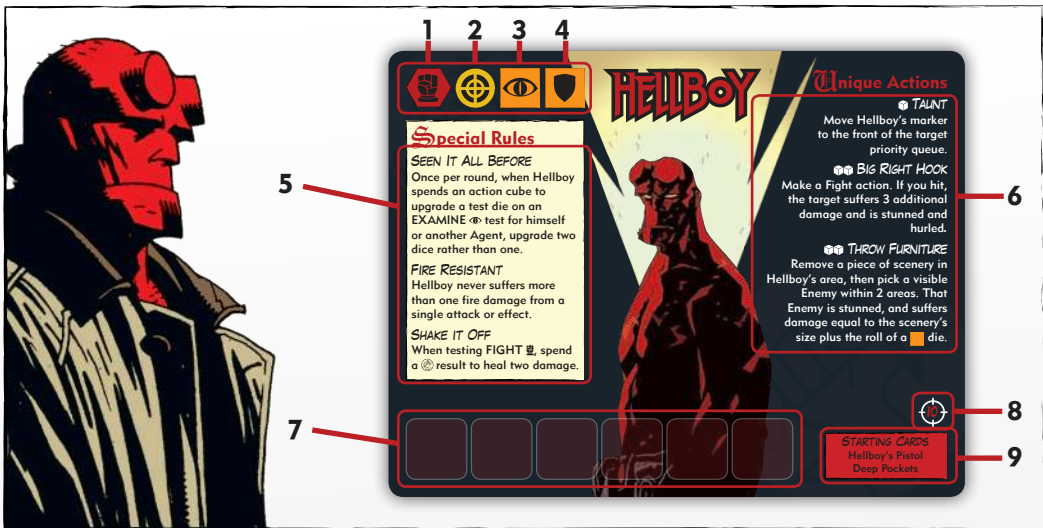 1 2 3 4
HELLBOY
Special Rules
SEEN IT ALL BEFORE
Once per round, when Hellboy
spends an action cube to
upgrade a test die on an
EXAMINE test for himself
or another Agent, upgrade two
dice rather than one.
FIRE RESISTANT
Hellboy never suffers more
than one fire damage from a
single attack or effect.
SHAKE IT OFF
When testing FIGHT , spend
a result to heal two damage.
5
Unique Actions
TAUNT
Move Hellboy's marker
to the front of the target
priority queue.
BIG RIGHT HOOK
Make a Fight action. If you hit,
the target suffers 3 additional
damage and is stunned and
hurled.
THROW FURNITURE
Remove a piece of scenery in
Hellboy's area, then pick a visible
Enemy within 2 areas. That
Enemy is stunned, and suffers
damage equal to the scenery's
size plus the roll of a die.
6
7
10
8
STARTING CARDS
Hellboy's Pistol
Deep Pockets
9